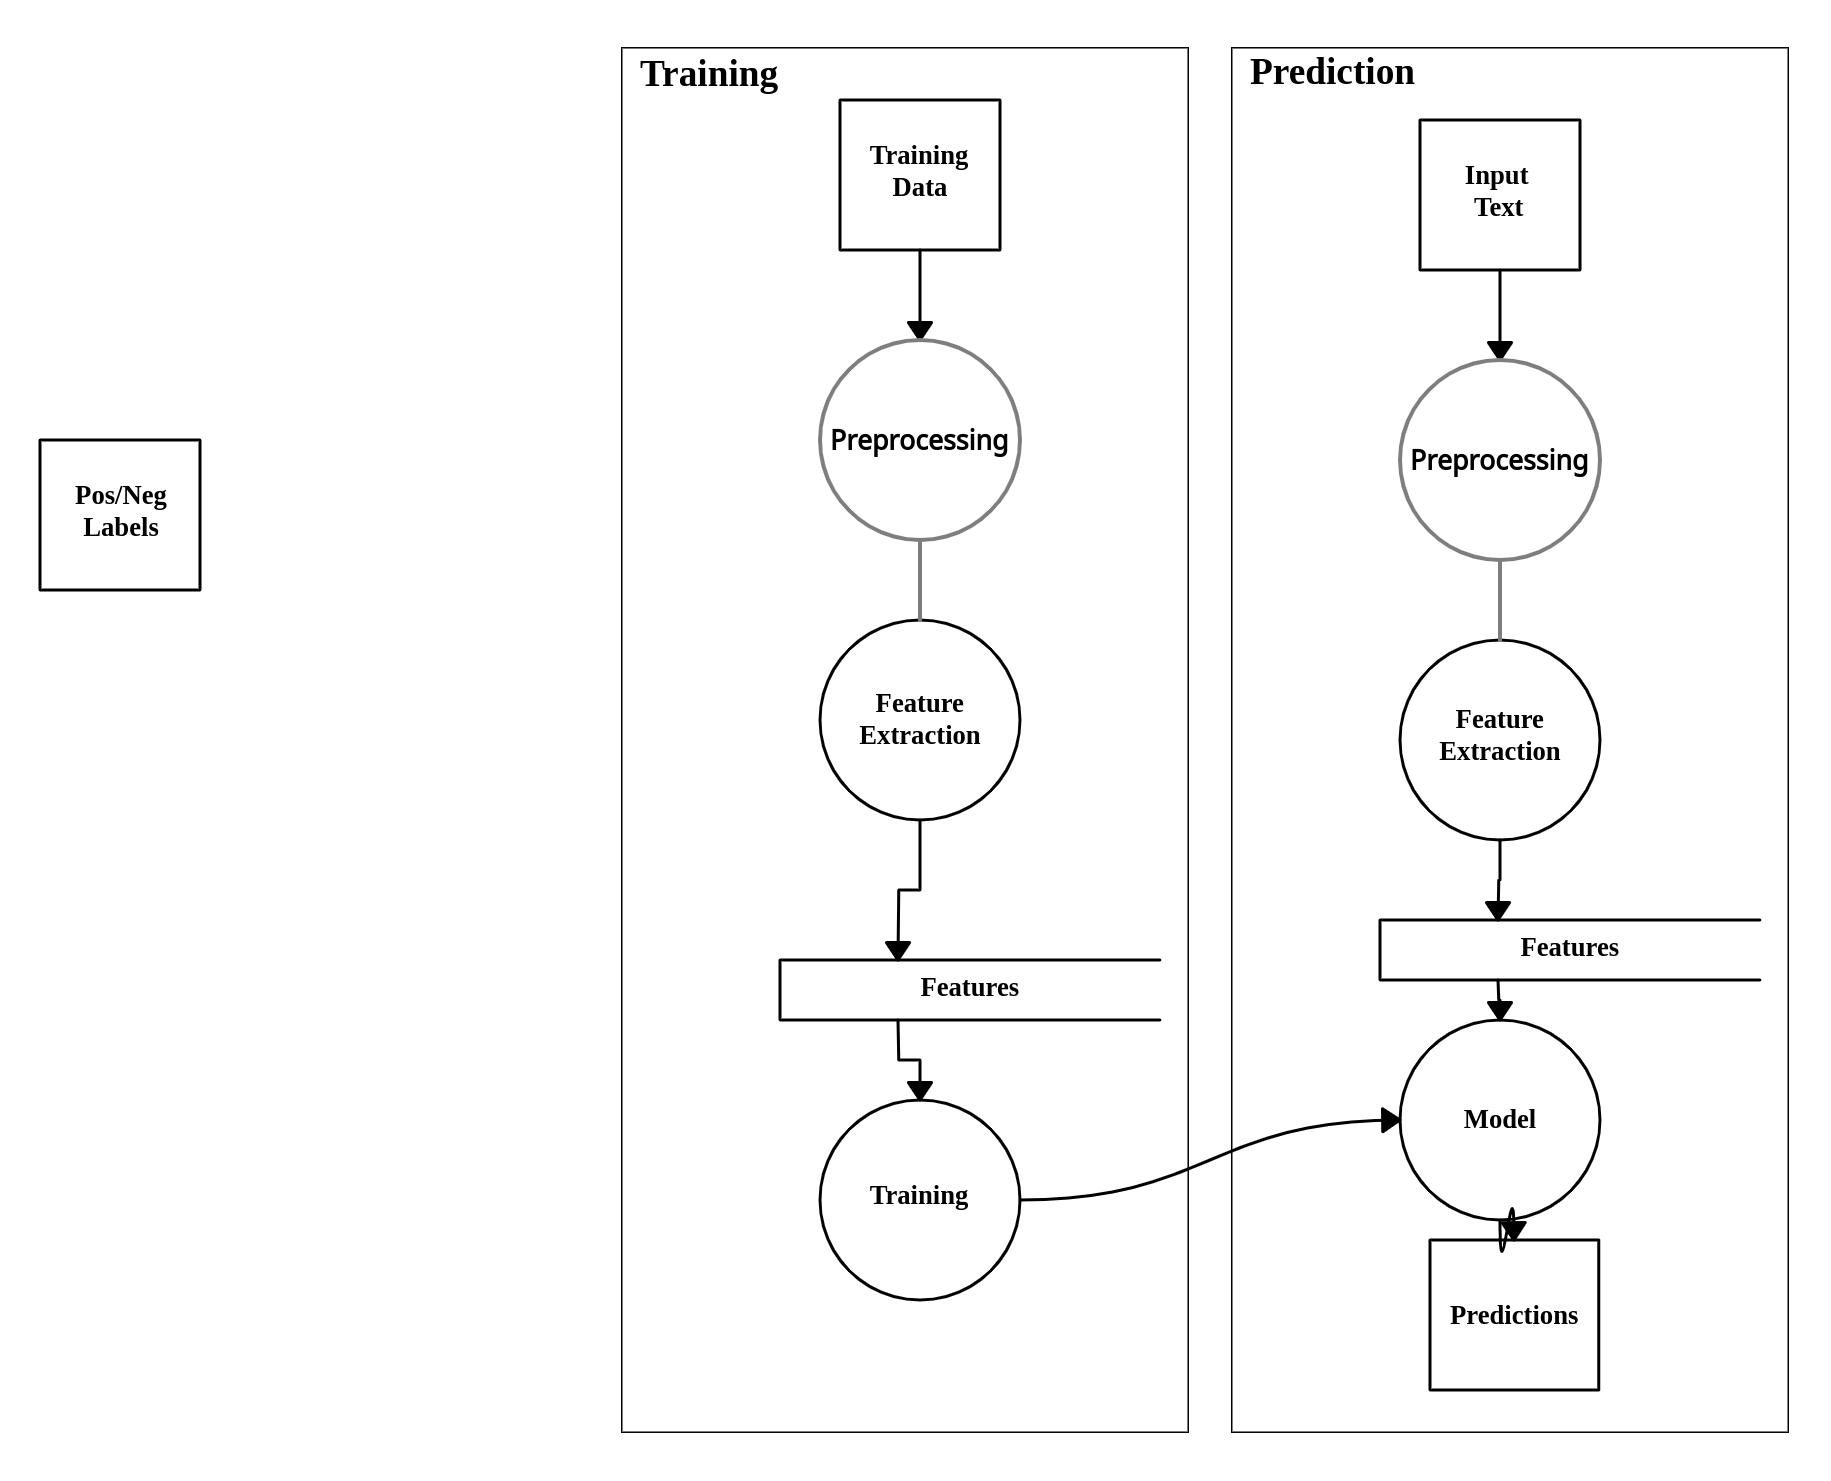 Pos/Neg
Labels
Training
Training
Data
Preprocessing
Feature
Extraction
Features
Training
Prediction
Input
Text
Preprocessing
Feature
Extraction
Features
Model
Predictions